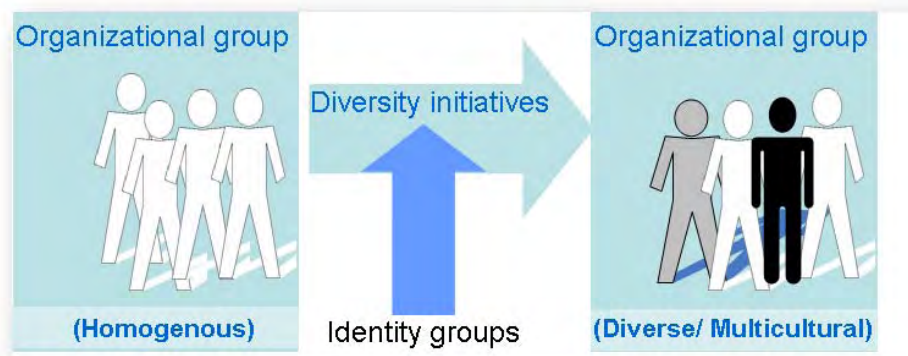 Organizational group
(Homogenous)
Diversity initiatives
Identity groups
Organizational group
(Diverse/ Multicultural)